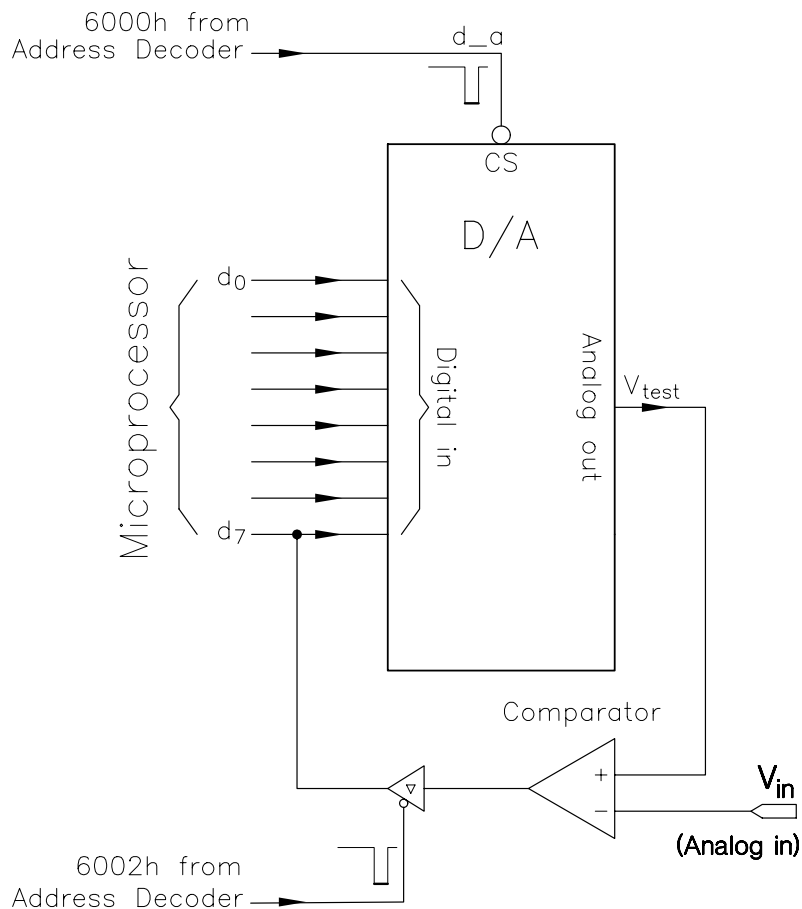 6000h from
Address Decoder
d_a
CS
D/A
Microprocessor
d0
Digital in
Analog out
Vtest
d7
Comparator
+
−
Vin
(Analog in)
6002h from
Address Decoder